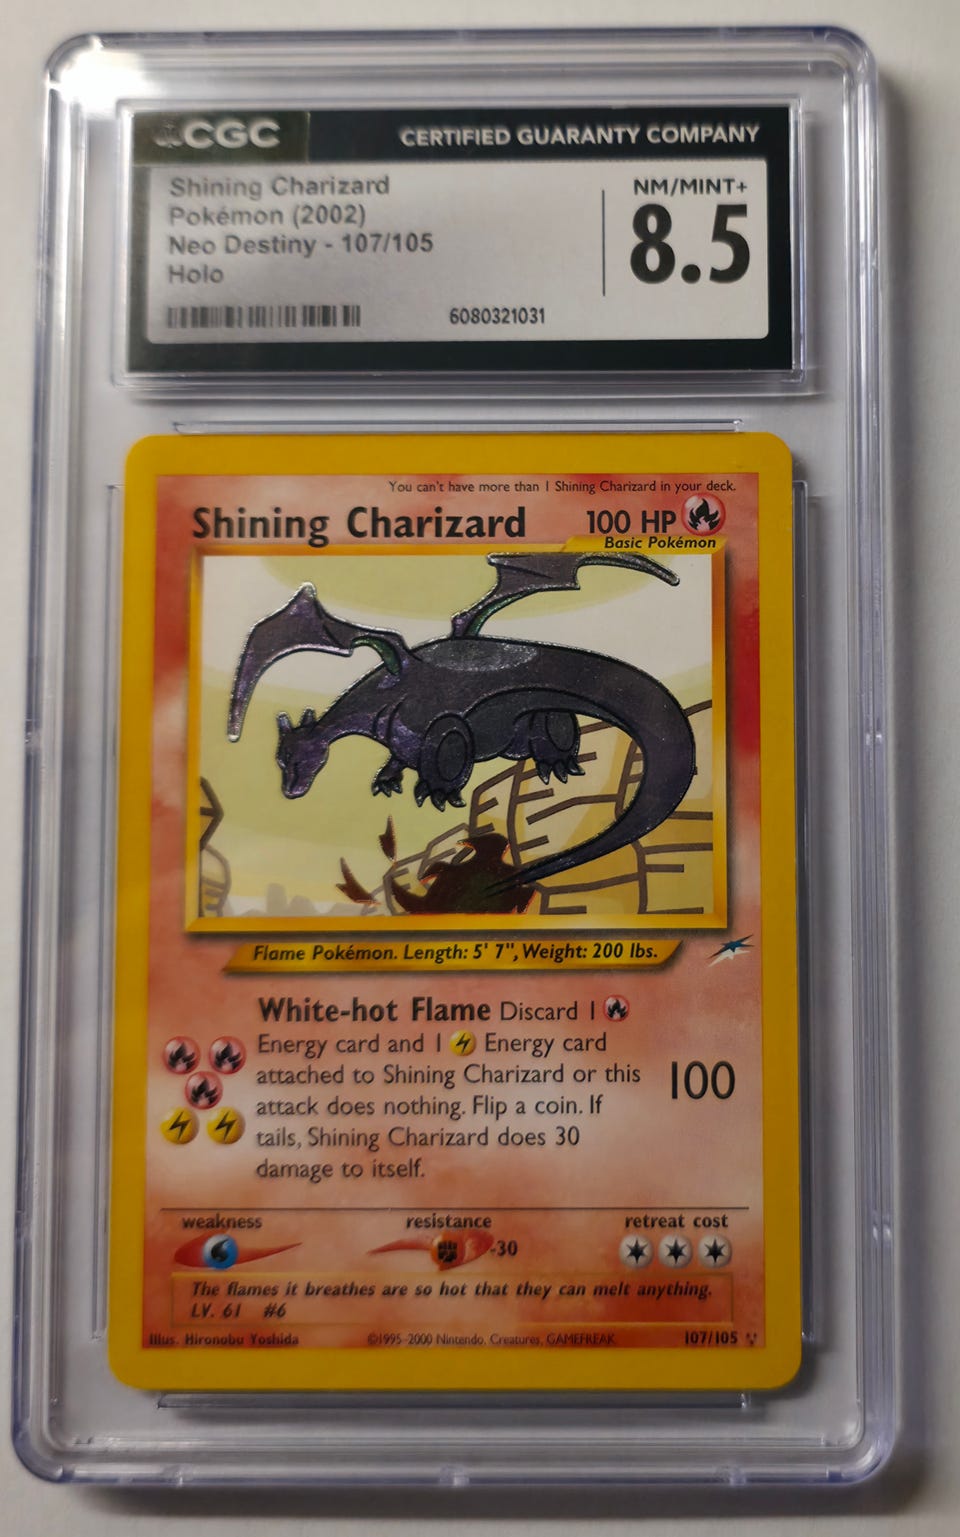 CGC
CERTIFIED GUARANTY COMPANY
Shining Charizard
Pokémon (2002)
Neo Destiny - 107/105
Holo
NM/MINT+
8.5
6080321031
You can't have more than 1 Shining Charizard in your deck.
Shining Charizard
100 HP
Basic Pokémon
Flame Pokémon. Length: 5' 7", Weight: 200 lbs.
White-hot Flame Discard 1
Energy card and 1 Energy card
attached to Shining Charizard or this
attack does nothing. Flip a coin. If
tails, Shining Charizard does 30
damage to itself.
100
weakness
resistance
retreat cost
-30
The flames it breathes are so hot that they can melt anything.
LV. 61 #6
Illus. Hironobu Yoshida
©1995-2000 Nintendo, Creatures, GAMEFREAK.
107/105